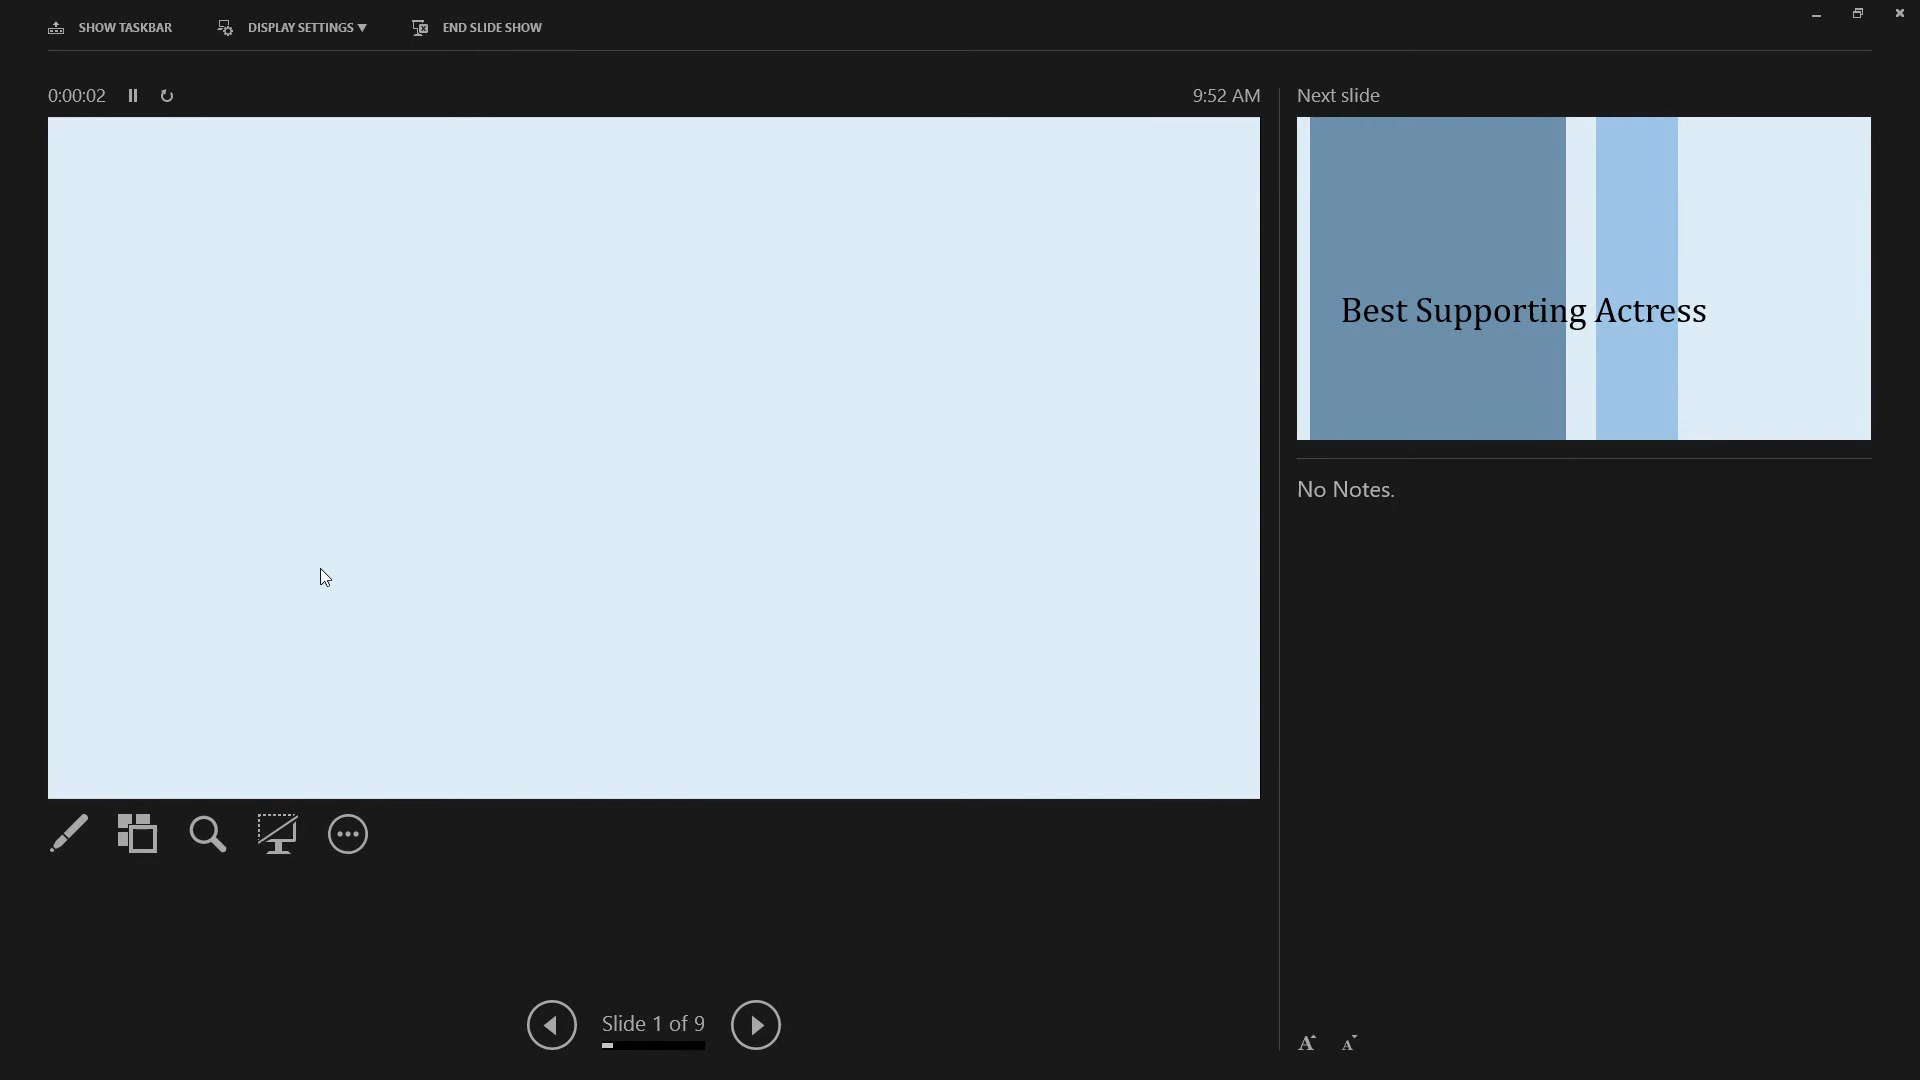 SHOW TASKBAR
DISPLAY SETTINGS
END SLIDE SHOW
0:00:02
9:52 AM
Next slide
Best Supporting Actress
No Notes.
Slide 1 of 9
A
A